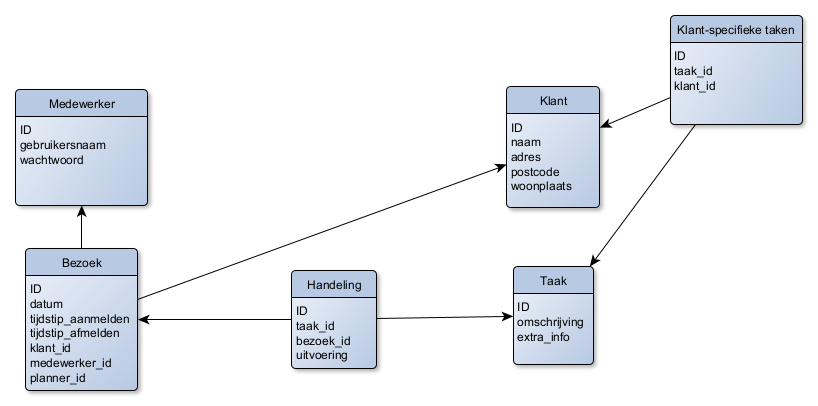 Klant-specifieke taken
ID
taak_id
klant_id
Medewerker
ID
gebruikersnaam
wachtwoord
Klant
ID
naam
adres
postcode
woonplaats
Bezoek
ID
datum
tijdstip_aanmelden
tijdstip_afmelden
klant_id
medewerker_id
planner_id
Handeling
ID
taak_id
bezoek_id
uitvoering
Taak
ID
omschrijving
extra_info